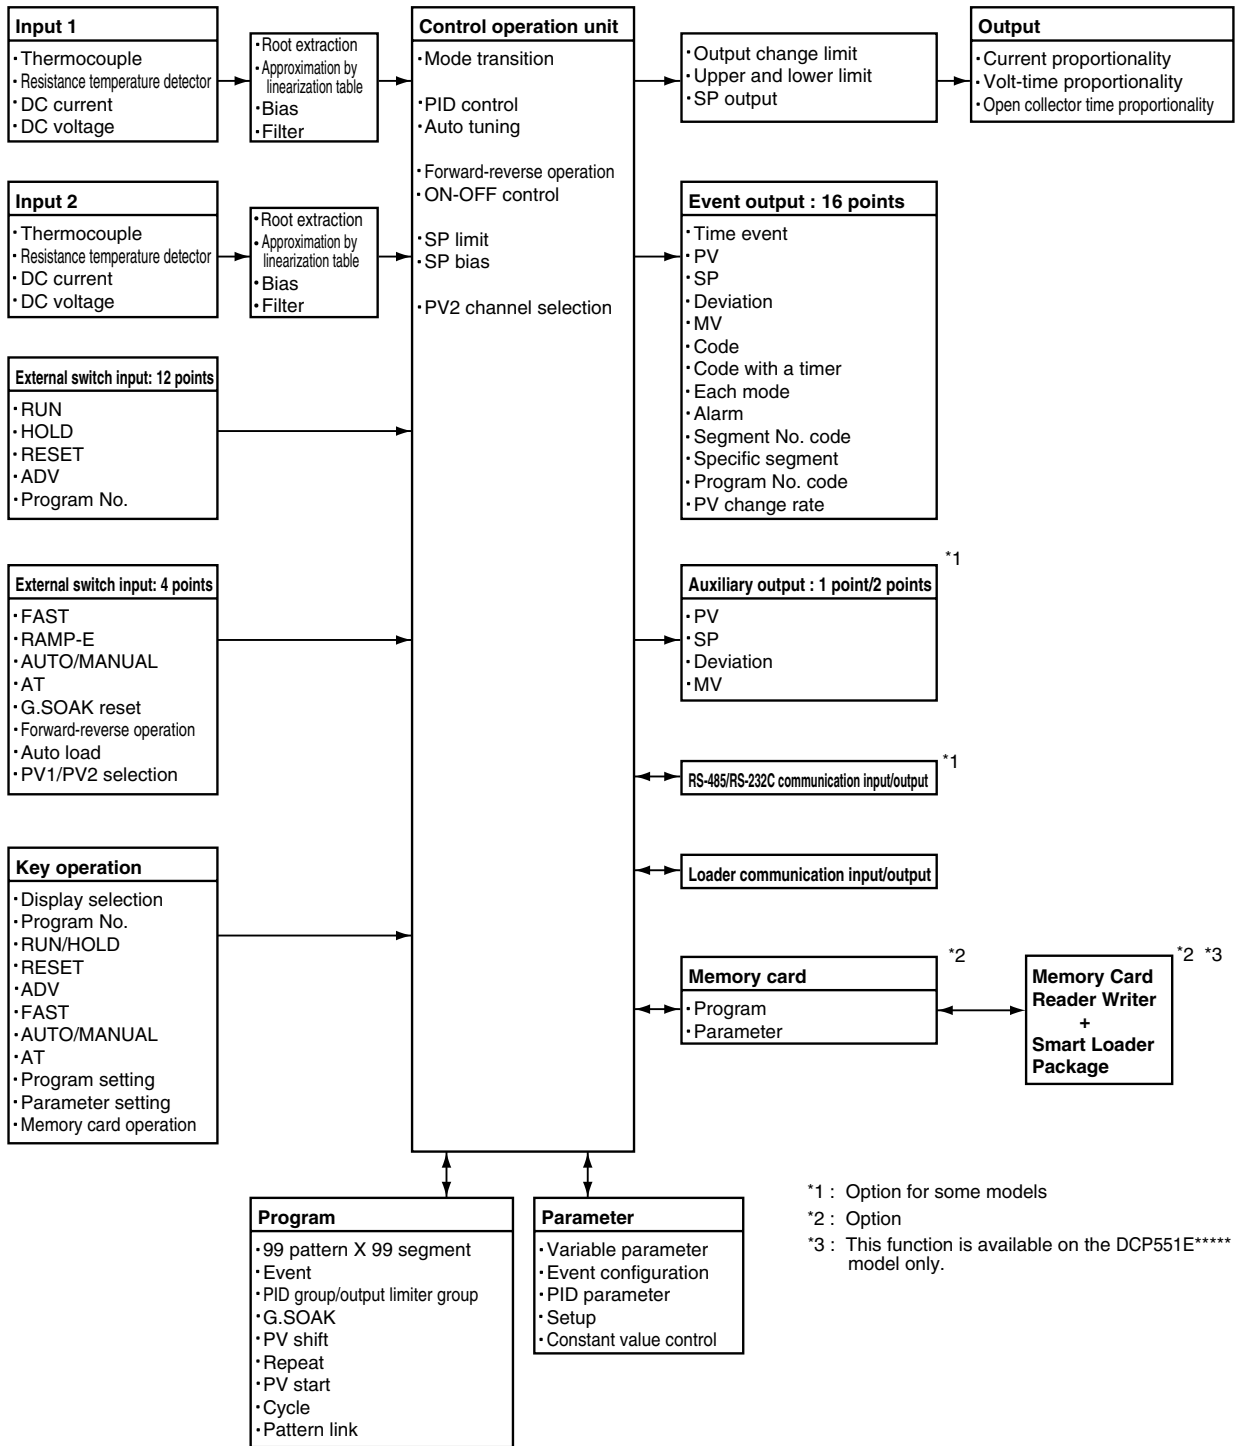 Input 1
・Thermocouple
・Resistance temperature detector
・DC current
・DC voltage
・Root extraction
・Approximation by
linearization table
・Bias
・Filter
Control operation unit
・Mode transition
・PID control
・Auto tuning
・Forward-reverse operation
・ON-OFF control
・SP limit
・SP bias
・PV2 channel selection
・Output change limit
・Upper and lower limit
・SP output
Output
・Current proportionality
・Volt-time proportionality
・Open collector time proportionality
Input 2
・Thermocouple
・Resistance temperature detector
・DC current
・DC voltage
・Root extraction
・Approximation by
linearization table
・Bias
・Filter
Event output : 16 points
・Time event
・PV
・SP
・Deviation
・MV
・Code
・Code with a timer
・Each mode
・Alarm
・Segment No. code
・Specific segment
・Program No. code
・PV change rate
External switch input: 12 points
・RUN
・HOLD
・RESET
・ADV
・Program No.
External switch input: 4 points
・FAST
・RAMP-E
・AUTO/MANUAL
・AT
・G.SOAK reset
・Forward-reverse operation
・Auto load
・PV1/PV2 selection
*1
Auxiliary output : 1 point/2 points
・PV
・SP
・Deviation
・MV
*1
RS-485/RS-232C communication input/output
Loader communication input/output
Key operation
・Display selection
・Program No.
・RUN/HOLD
・RESET
・ADV
・FAST
・AUTO/MANUAL
・AT
・Program setting
・Parameter setting
・Memory card operation
*2
Memory card
・Program
・Parameter
*2 *3
Memory Card
Reader Writer
+
Smart Loader
Package
Program
・99 pattern X 99 segment
・Event
・PID group/output limiter group
・G.SOAK
・PV shift
・Repeat
・PV start
・Cycle
・Pattern link
Parameter
・Variable parameter
・Event configuration
・PID parameter
・Setup
・Constant value control
*1 : Option for some models
*2 : Option
*3 : This function is available on the DCP551E*****
model only.